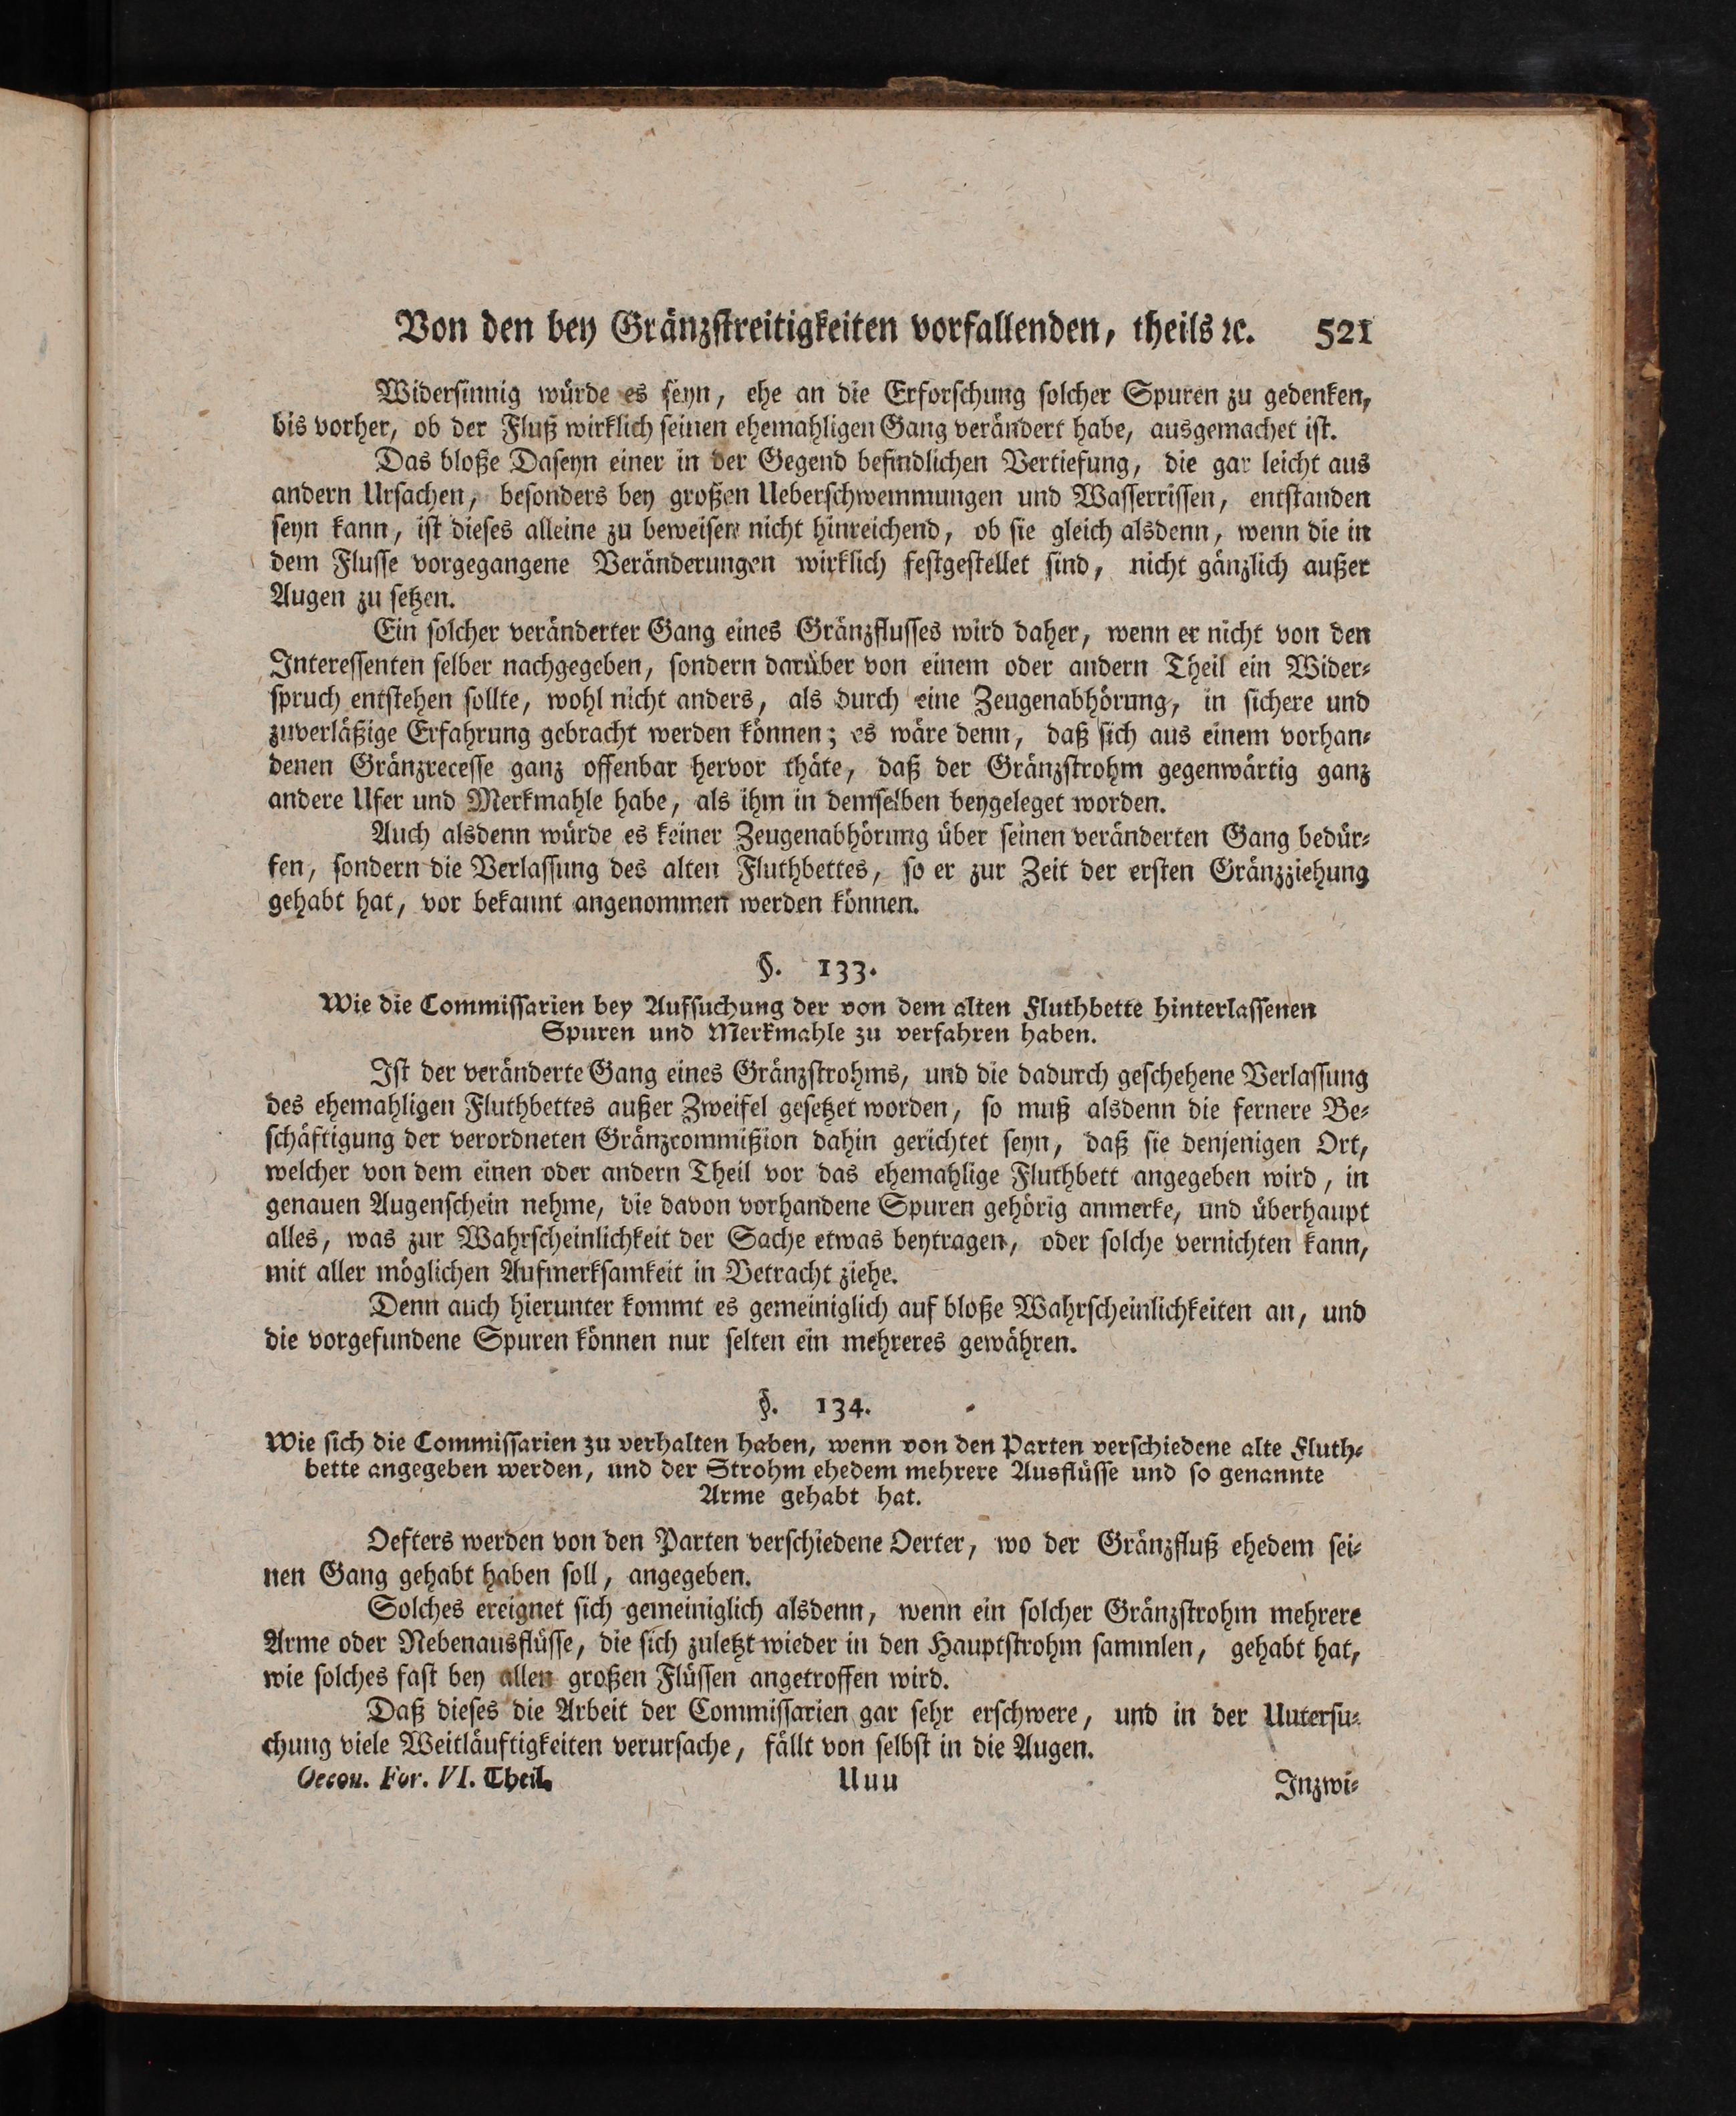 Von den bey Gränzstreitigkeiten vorfallenden, theils ꝛc. 521
Widersinnig würde es seyn, ehe an die Erforschung solcher Spuren zu gedenken,
bis vorher, ob der Fluß wirklich seinen ehemahligen Gang verändert habe, ausgemachet ist.
Das bloße Daseyn einer in der Gegend befindlichen Vertiefung, die gar leicht aus
andern Ursachen, besonders bey großen Ueberschwemmungen und Wasserrissen, entstanden
seyn kann, ist dieses alleine zu beweisen nicht hinreichend, ob sie gleich alsdenn, wenn die in
dem Flusse vorgegangene Veränderungen wirklich festgestellet sind, nicht gänzlich außer
Augen zu setzen.
Ein solcher veränderter Gang eines Gränzflusses wird daher, wenn er nicht von den
Interessenten selber nachgegeben, sondern darüber von einem oder andern Theil ein Wider⸗
spruch entstehen sollte, wohl nicht anders, als durch eine Zeugenabhörung, in sichere und
zuverläßige Erfahrung gebracht werden können; es wäre denn, daß sich aus einem vorhan⸗
denen Gränzrecesse ganz offenbar hervor thäte, daß der Gränzstrohm gegenwärtig ganz
andere Ufer und Merkmahle habe, als ihm in demselben beygeleget worden.
Auch alsdenn würde es keiner Zeugenabhörung über seinen veränderten Gang bedür⸗
fen, sondern die Verlassung des alten Fluthbettes, so er zur Zeit der ersten Gränzziehung
gehabt hat, vor bekannt angenommen werden können.
§. 133.
Wie die Commissarien bey Aufsuchung der von dem alten Fluthbette hinterlassenen
Spuren und Merkmahle zu verfahren haben.
Ist der veränderte Gang eines Gränzstrohms, und die dadurch geschehene Verlassung
des ehemahligen Fluthbettes außer Zweifel gesetzet worden, so muß alsdenn die fernere Be⸗
schäftigung der verordneten Gränzcommißion dahin gerichtet seyn, daß sie denjenigen Ort,
welcher von dem einen oder andern Theil vor das ehemahlige Fluthbett angegeben wird, in
genauen Augenschein nehme, die davon vorhandene Spuren gehörig anmerke, und überhaupt
alles, was zur Wahrscheinlichkeit der Sache etwas beytragen, oder solche vernichten kann,
mit aller möglichen Aufmerksamkeit in Betracht ziehe.
Denn auch hierunter kommt es gemeiniglich auf bloße Wahrscheinlichkeiten an, und
die vorgefundene Spuren können nur selten ein mehreres gewähren.
§. 134.
Wie sich die Commissarien zu verhalten haben, wenn von den Parten verschiedene alte Fluth⸗
bette angegeben werden, und der Strohm ehedem mehrere Ausflüsse und so genannte
Arme gehabt hat.
Oefters werden von den Parten verschiedene Oerter, wo der Gränzfluß ehedem sei⸗
nen Gang gehabt haben soll, angegeben.
Solches ereignet sich gemeiniglich alsdenn, wenn ein solcher Gränzstrohm mehrere
Arme oder Nebenausflüsse, die sich zuletzt wieder in den Hauptstrohm sammlen, gehabt hat,
wie solches fast bey allen großen Flüssen angetroffen wird.
Daß dieses die Arbeit der Commissarien gar sehr erschwere, und in der Untersu⸗
chung viele Weitläuftigkeiten verursache, fällt von selbst in die Augen.
Oecon. For. VI. Theil. Uuu Inzwi⸗